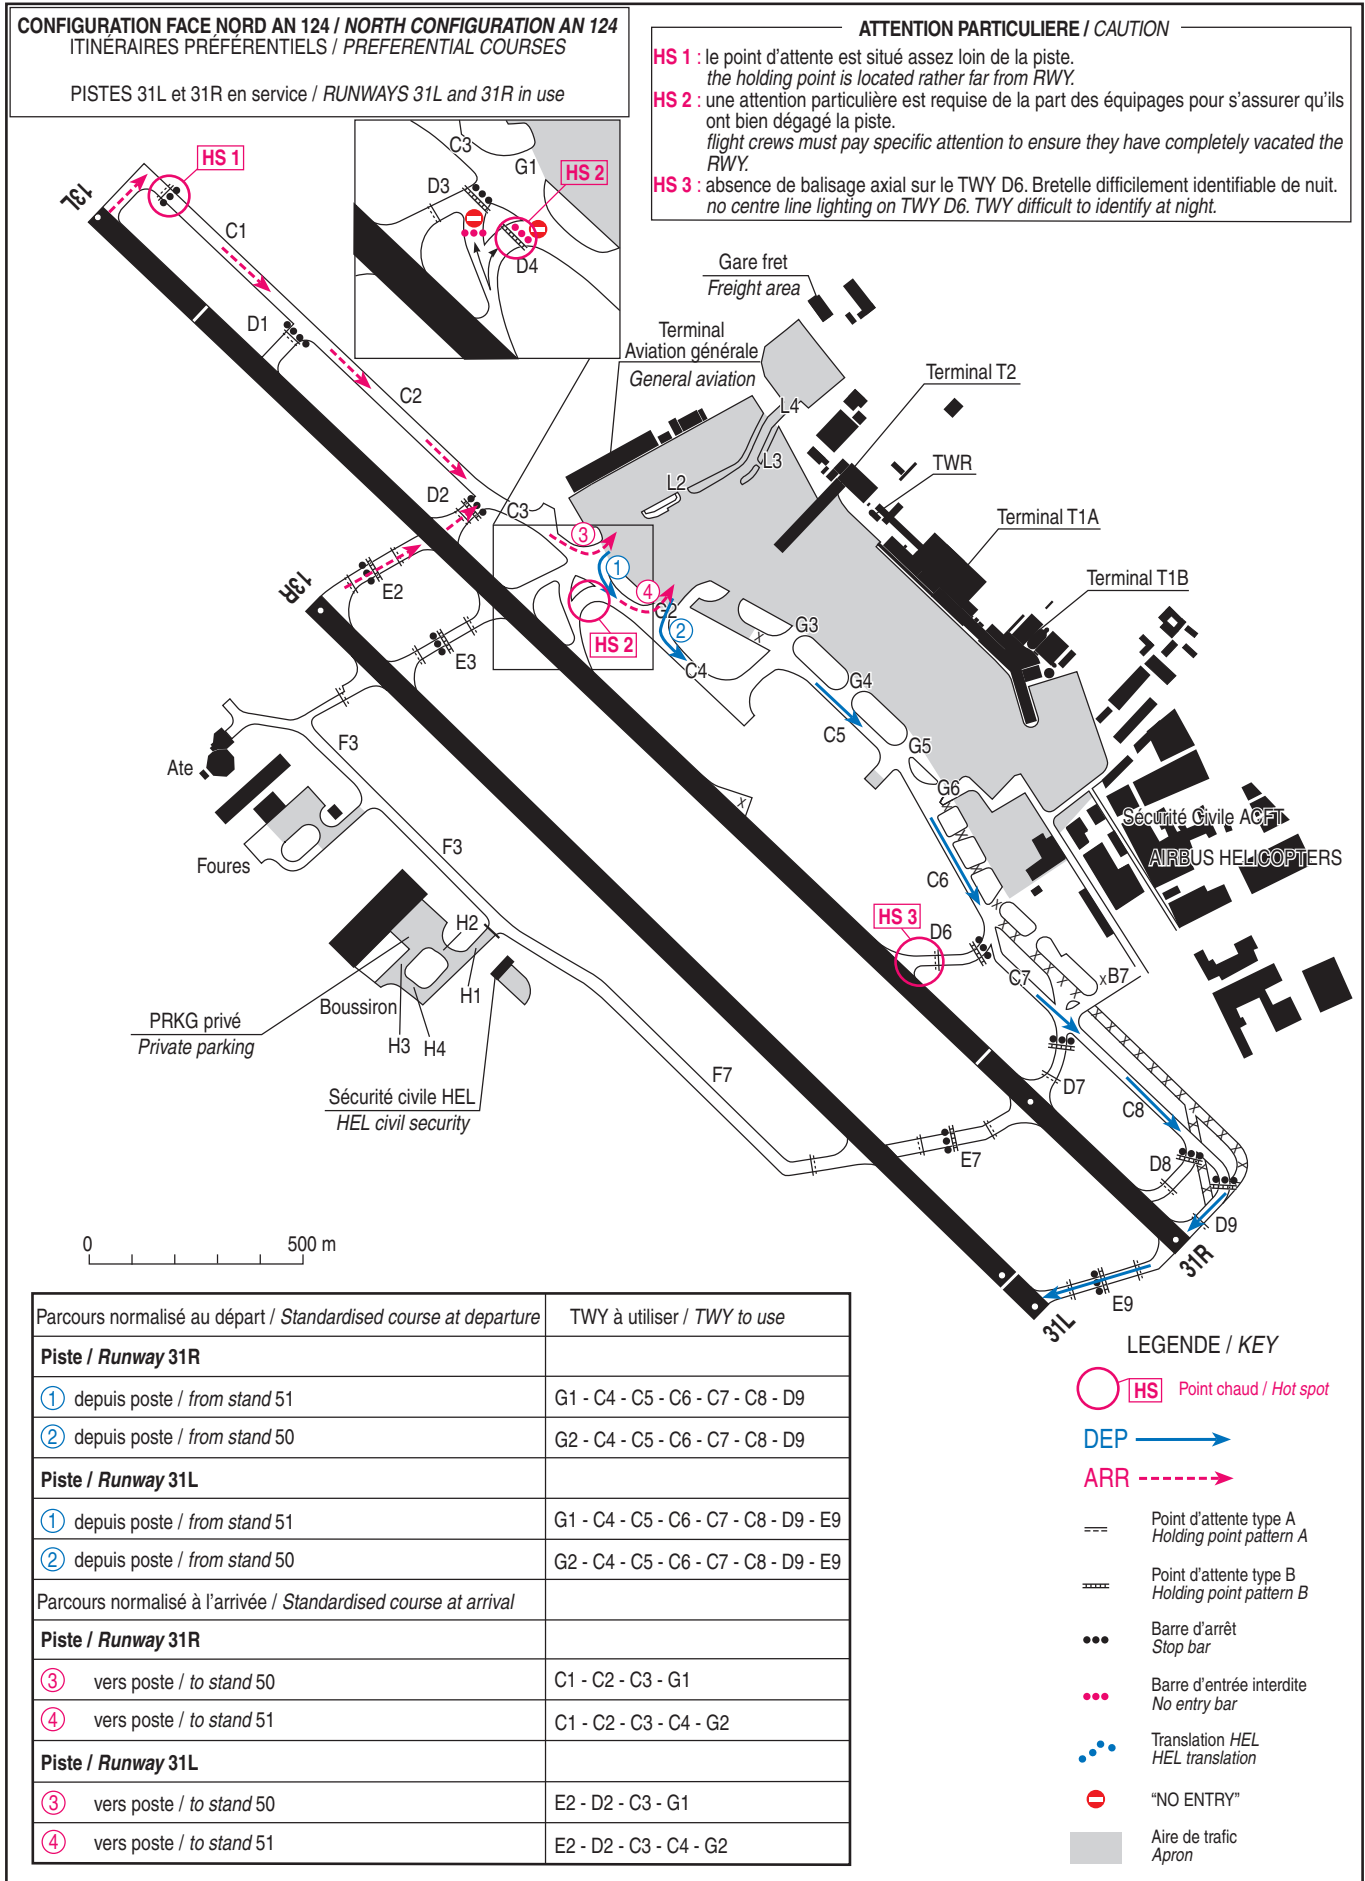 CONFIGURATION FACE NORD AN 124 / NORTH CONFIGURATION AN 124
ITINÉRAIRES PRÉFÉRENTIELS / PREFERENTIAL COURSES
PISTES 31L et 31R en service / RUNWAYS 31L and 31R in use
ATTENTION PARTICULIERE / CAUTION
HS 1 : le point d'attente est situé assez loin de la piste.
the holding point is located rather far from RWY.
HS 2 : une attention particulière est requise de la part des équipages pour s'assurer qu'ils
ont bien dégagé la piste.
flight crews must pay specific attention to ensure they have completely vacated the
RWY.
HS 3 : absence de balisage axial sur le TWY D6. Bretelle difficilement identifiable de nuit.
no centre line lighting on TWY D6. TWY difficult to identify at night.
C3
G1
HS 2
D3
D4
HS 1
13L
C1
D1
C2
D2
C3
Gare fret
Freight area
Terminal
Aviation générale
General aviation
Terminal T2
TWR
Terminal T1A
Terminal T1B
L4
L3
L2
3
1
4
G2
2
HS 2
C4
G3
G4
C5
G5
G6
13R
E2
E3
F3
Ate
Foures
F3
Sécurité Civile ACFT
AIRBUS HELICOPTERS
C6
HS 3
D6
C7
xB7
H2
H1
Boussiron
H3
H4
PRKG privé
Private parking
Sécurité civile HEL
HEL civil security
F7
D7
C8
E7
D8
D9
31R
E9
31L
0
500 m
Parcours normalisé au départ / Standardised course at departure
TWY à utiliser / TWY to use
Piste / Runway 31R
1 depuis poste / from stand 51
G1 - C4 - C5 - C6 - C7 - C8 - D9
2 depuis poste / from stand 50
G2 - C4 - C5 - C6 - C7 - C8 - D9
Piste / Runway 31L
1 depuis poste / from stand 51
G1 - C4 - C5 - C6 - C7 - C8 - D9 - E9
2 depuis poste / from stand 50
G2 - C4 - C5 - C6 - C7 - C8 - D9 - E9
Parcours normalisé à l'arrivée / Standardised course at arrival
Piste / Runway 31R
3 vers poste / to stand 50
C1 - C2 - C3 - G1
4 vers poste / to stand 51
C1 - C2 - C3 - C4 - G2
Piste / Runway 31L
3 vers poste / to stand 50
E2 - D2 - C3 - G1
4 vers poste / to stand 51
E2 - D2 - C3 - C4 - G2
LEGENDE / KEY
HS Point chaud / Hot spot
DEP
ARR
Point d'attente type A
Holding point pattern A
Point d'attente type B
Holding point pattern B
Barre d'arrêt
Stop bar
Barre d'entrée interdite
No entry bar
Translation HEL
HEL translation
“NO ENTRY”
Aire de trafic
Apron